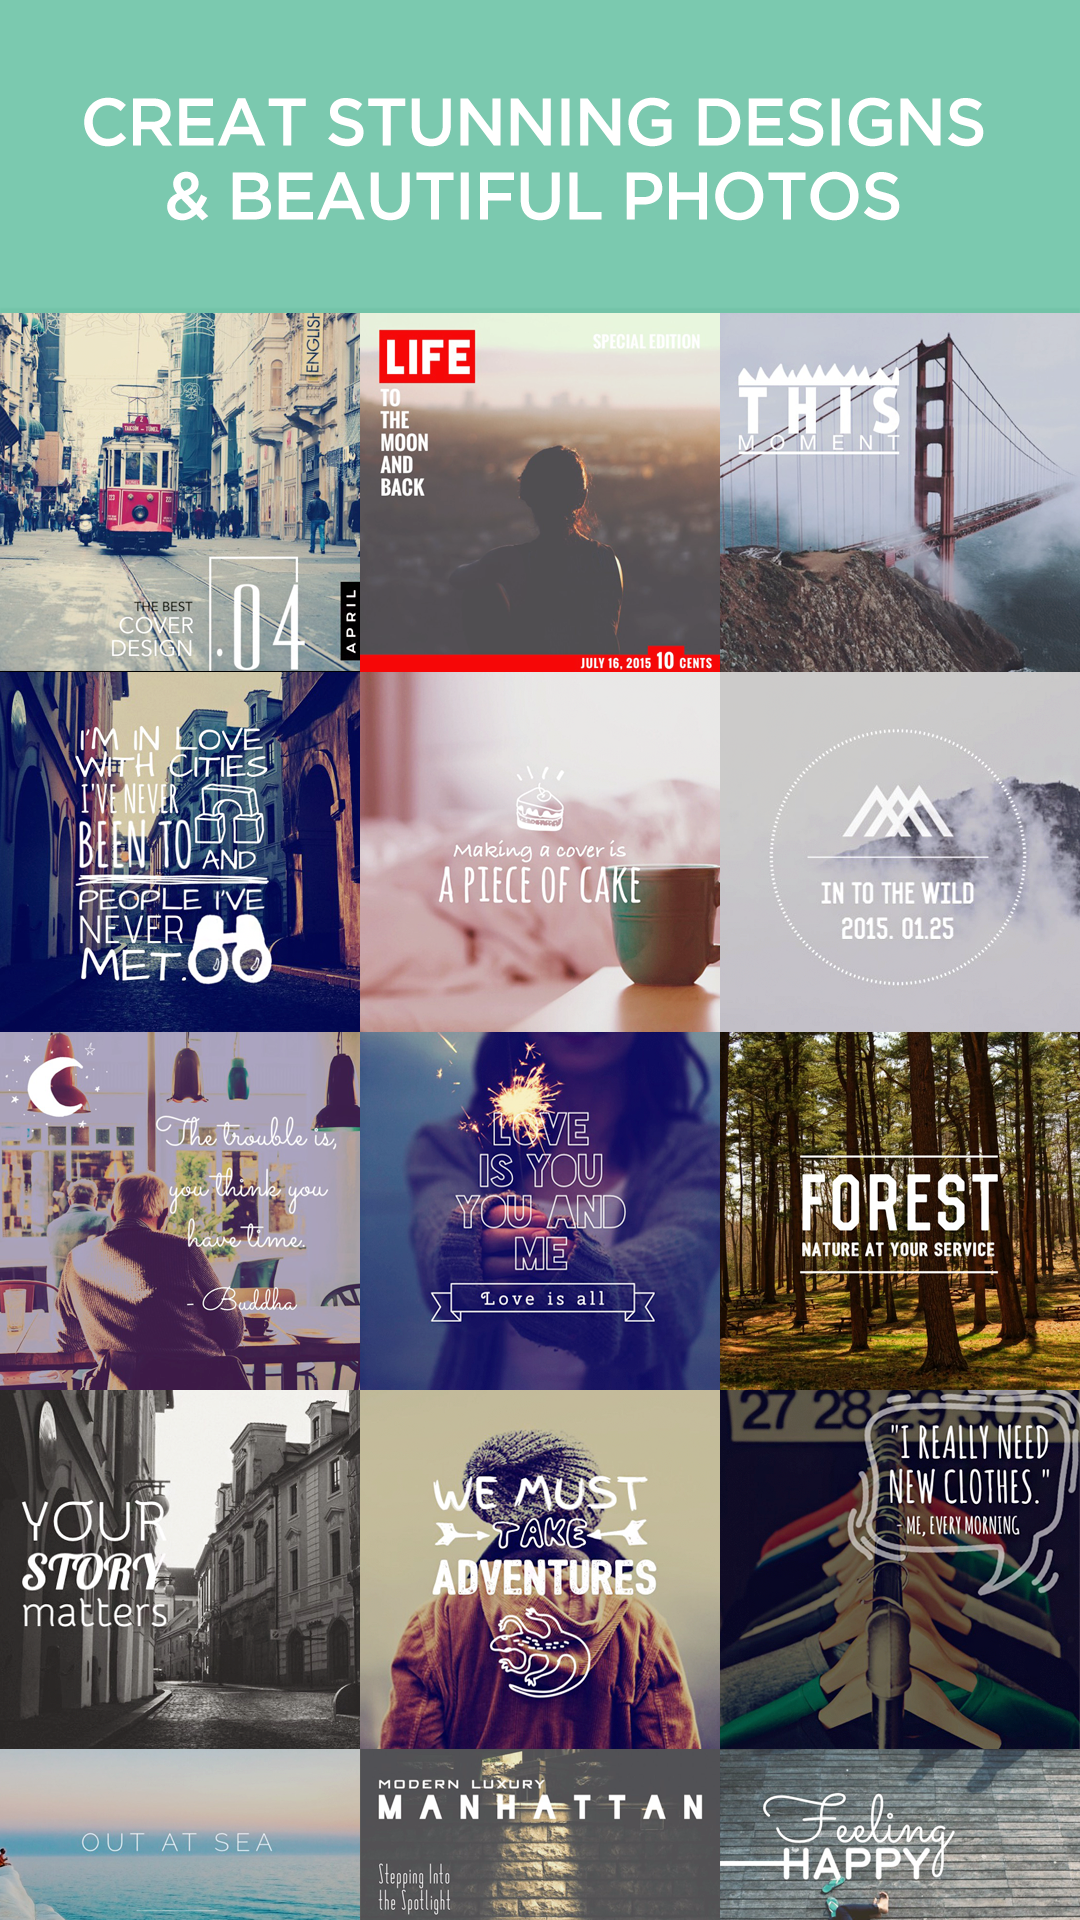 CREAT STUNNING DESIGNS
& BEAUTIFUL PHOTOS
ENGLISH
THE BEST
COVER
DESIGN
.04
APRIL
LIFE
SPECIAL EDITION
TO
THE
MOON
AND
BACK
JULY 16, 2015 10 CENTS
THIS
MOMENT
I'M IN LOVE
WITH CITIES
I'VE NEVER
BEEN TO
AND
PEOPLE I'VE
NEVER
MET.
Making a cover is
A PIECE OF CAKE
IN TO THE WILD
2015. 01.25
The trouble is,
you think you
have time.
- Buddha
LOVE
IS YOU
YOU AND
ME
Love is all
FOREST
NATURE AT YOUR SERVICE
YOUR
STORY
matters
WE MUST
TAKE
ADVENTURES
27 28 29 30 31
"I REALLY NEED
NEW CLOTHES."
- ME, EVERY MORNING
OUT AT SEA
MODERN LUXURY
MANHATTAN
Stepping Into
the Spotlight
Feeling
HAPPY